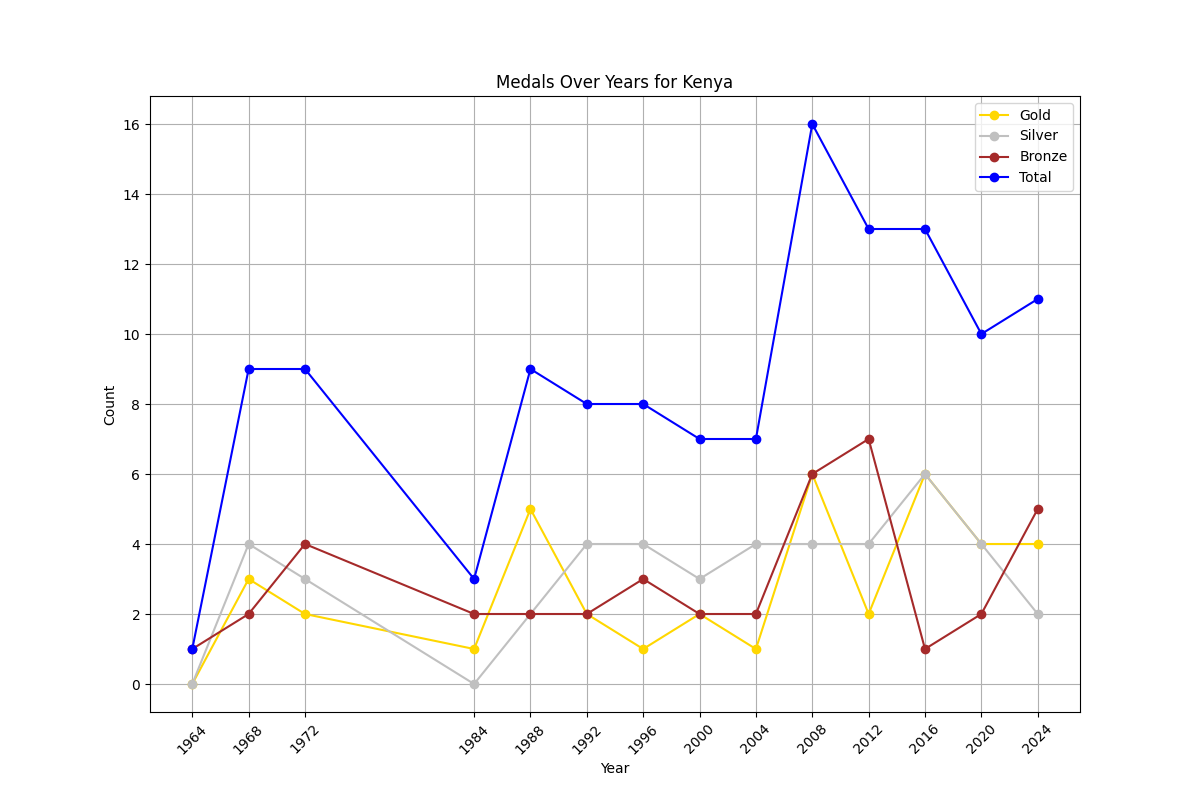 Medals Over Years for Kenya
Gold
Silver
Bronze
Total
16
14
12
10
8
6
4
2
0
Count
1964 1968 1972 1984 1988 1992 1996 2000 2004 2008 2012 2016 2020 2024
Year